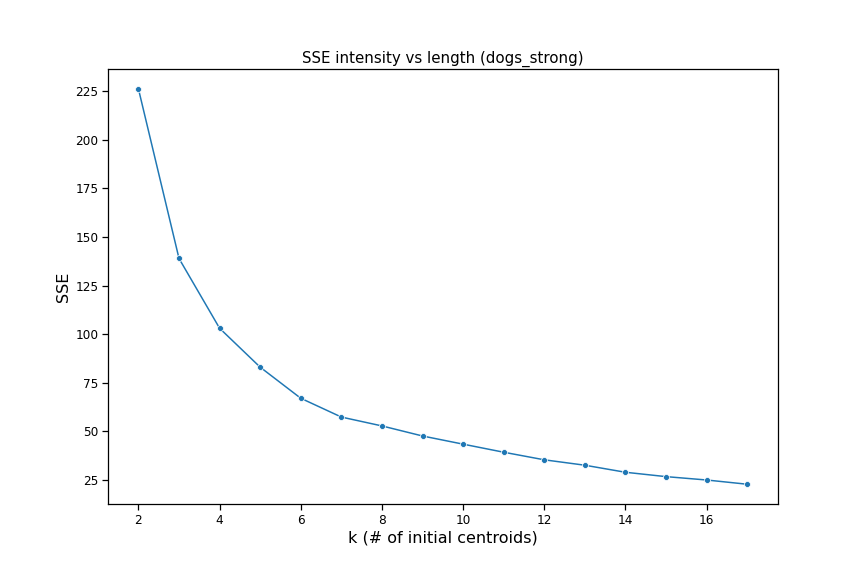 SSE intensity vs length (dogs_strong)
225
200
175
150
125
100
75
50
25
SSE
2 4 6 8 10 12 14 16
k (# of initial centroids)